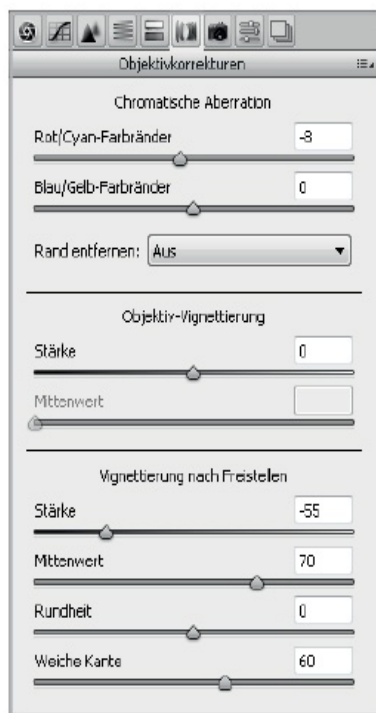 Objektivkorrekturen
Chromatische Aberration
Rot/Cyan-Farbränder -8
Blau/Gelb-Farbränder 0
Rand entfernen: Aus
Objektiv-Vignettierung
Stärke 0
Mittenwert
Vignettierung nach Freistellen
Stärke -55
Mittenwert 70
Rundheit 0
Weiche Kante 60